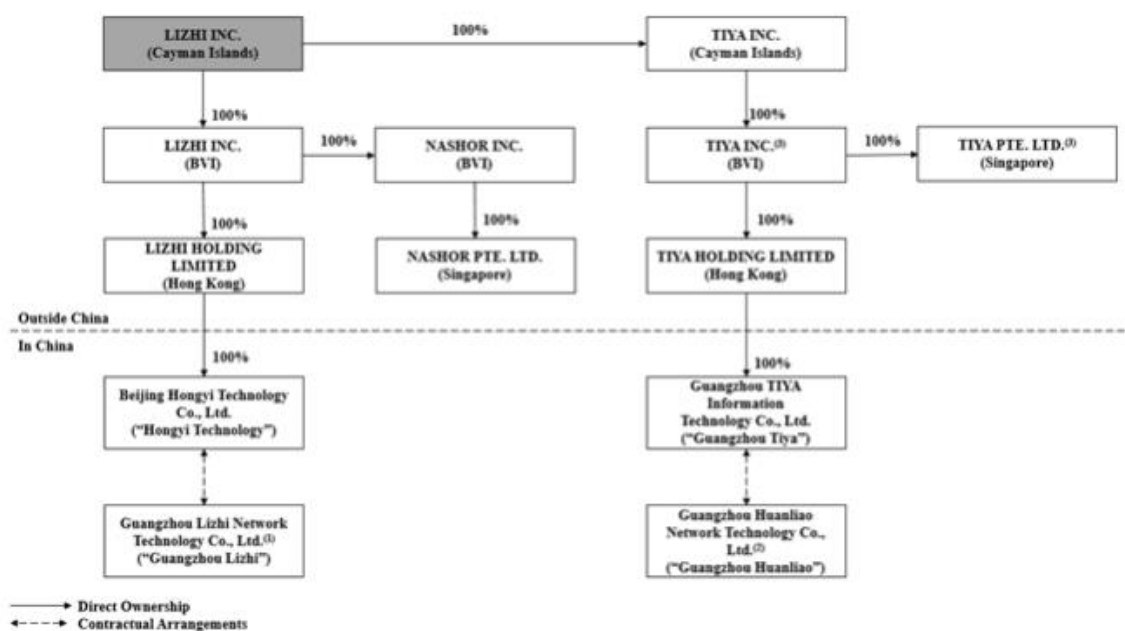 LIZHI INC.
(Cayman Islands)
100%
TIYA INC.
(Cayman Islands)
100%
100%
LIZHI INC.
(BVI)
100%
NASHOR INC.
(BVI)
TIYA INC.(3)
(BVI)
100%
TIYA PTE. LTD.(3)
(Singapore)
100%
100%
100%
LIZHI HOLDING
LIMITED
(Hong Kong)
NASHOR PTE. LTD.
(Singapore)
TIYA HOLDING LIMITED
(Hong Kong)
Outside China
In China
100%
100%
Beijing Hongyi Technology
Co., Ltd.
(“Hongyi Technology”)
Guangzhou TIYA
Information
Technology Co., Ltd.
(“Guangzhou Tiya”)
Guangzhou Lizhi Network
Technology Co., Ltd.(1)
(“Guangzhou Lizhi”)
Guangzhou Huanliao
Network Technology Co.,
Ltd.(2)
(“Guangzhou Huanliao”)
Direct Ownership
Contractual Arrangements